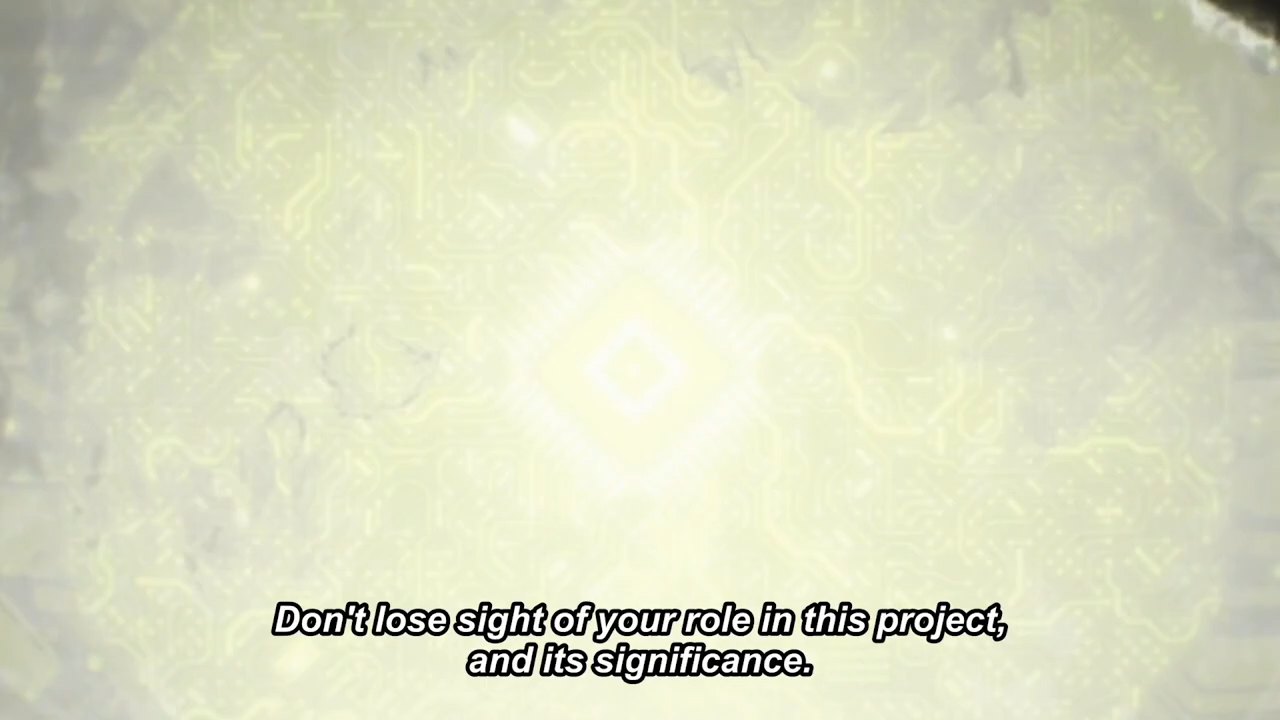 Don't lose sight of your role in this project,
and its significance.